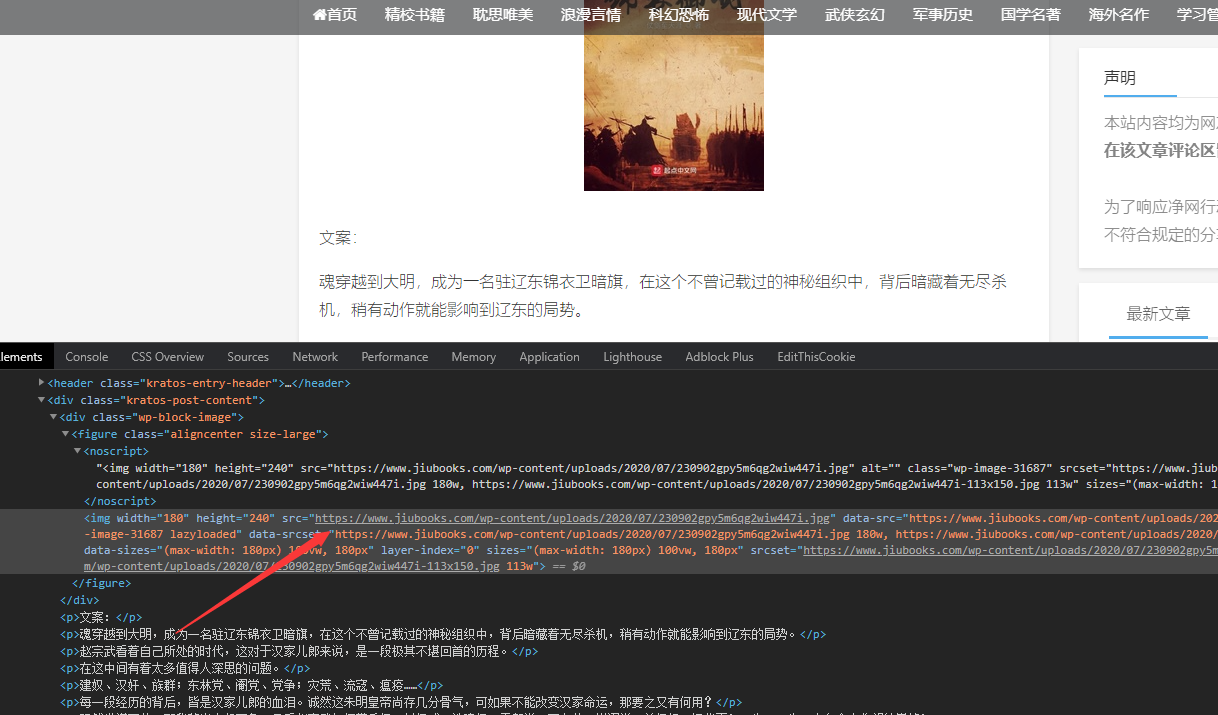 首页 精校书籍 耽思唯美 浪漫言情 科幻恐怖 现代文学 武侠玄幻 军事历史 国学名著 海外名作 学习管
起点中文网
声明
本站内容均为网
在该文章评论区
为了响应净网行
不符合规定的分
文案：
魂穿越到大明，成为一名驻辽东锦衣卫暗旗，在这个不曾记载过的神秘组织中，背后暗藏着无尽杀
机，稍有动作就能影响到辽东的局势。
最新文章
lements Console CSS Overview Sources Network Performance Memory Application Lighthouse Adblock Plus EditThisCookie
<header class="kratos-entry-header">…</header>
<div class="kratos-post-content">
<div class="wp-block-image">
<figure class="aligncenter size-large">
<noscript>
"<img width="180" height="240" src="https://www.jiubooks.com/wp-content/uploads/2020/07/230902gpy5m6qg2wiw447i.jpg" alt="" class="wp-image-31687" srcset="https://www.jiub
content/uploads/2020/07/230902gpy5m6qg2wiw447i.jpg 180w, https://www.jiubooks.com/wp-content/uploads/2020/07/230902gpy5m6qg2wiw447i-113x150.jpg 113w" sizes="(max-width: 1
</noscript>
<img width="180" height="240" src="https://www.jiubooks.com/wp-content/uploads/2020/07/230902gpy5m6qg2wiw447i.jpg" data-src="https://www.jiubooks.com/wp-content/uploads/202
-image-31687 lazyloaded" data-srcset="https://www.jiubooks.com/wp-content/uploads/2020/07/230902gpy5m6qg2wiw447i.jpg 180w, https://www.jiubooks.com/wp-content/uploads/
data-sizes="(max-width: 180px) 100vw, 180px" layer-index="0" sizes="(max-width: 180px) 100vw, 180px" srcset="https://www.jiubooks.com/wp-content/uploads/2020/07/230902gpy5m
m/wp-content/uploads/2020/07/230902gpy5m6qg2wiw447i-113x150.jpg 113w"> == $0
</figure>
</div>
<p>文案：</p>
<p>魂穿越到大明，成为一名驻辽东锦衣卫暗旗，在这个不曾记载过的神秘组织中，背后暗藏着无尽杀机，稍有动作就能影响到辽东的局势。</p>
<p>赵宗武看着自己所处的时代，这对于汉家儿郎来说，是一段极其不堪回首的历程。</p>
<p>在这中间有着太多值得人深思的问题。</p>
<p>建奴、汉奸、族群；东林党、阉党、党争；灾荒、流寇、瘟疫……</p>
<p>每一段经历的背后，皆是汉家儿郎的血泪。诚然这末明皇帝尚存几分骨气，可如果不能改变汉家命运，那要之又有何用？</p>